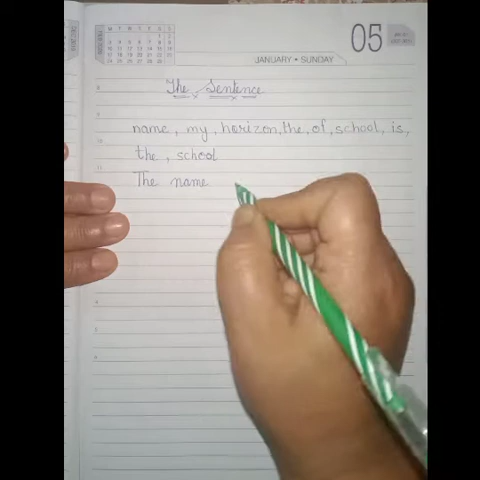 05
JANUARY • SUNDAY
The Sentence
name, my, horizon, the, of, school, is,
the, school
The name